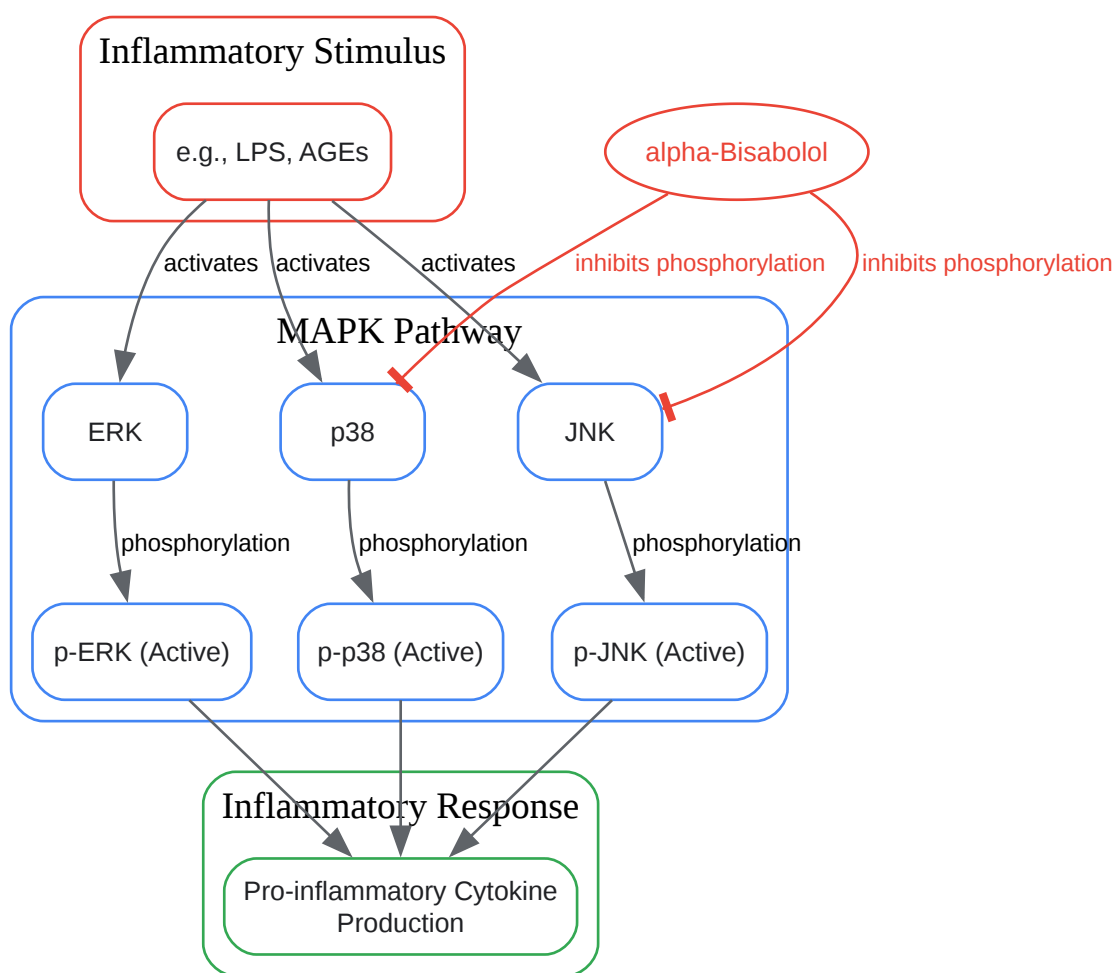 Inflammatory Stimulus
e.g., LPS, AGEs
alpha-Bisabolol
activates
activates
activates
inhibits phosphorylation
inhibits phosphorylation
MAPK Pathway
ERK
p38
JNK
phosphorylation
phosphorylation
phosphorylation
p-ERK (Active)
p-p38 (Active)
p-JNK (Active)
Inflammatory Response
Pro-inflammatory Cytokine
Production